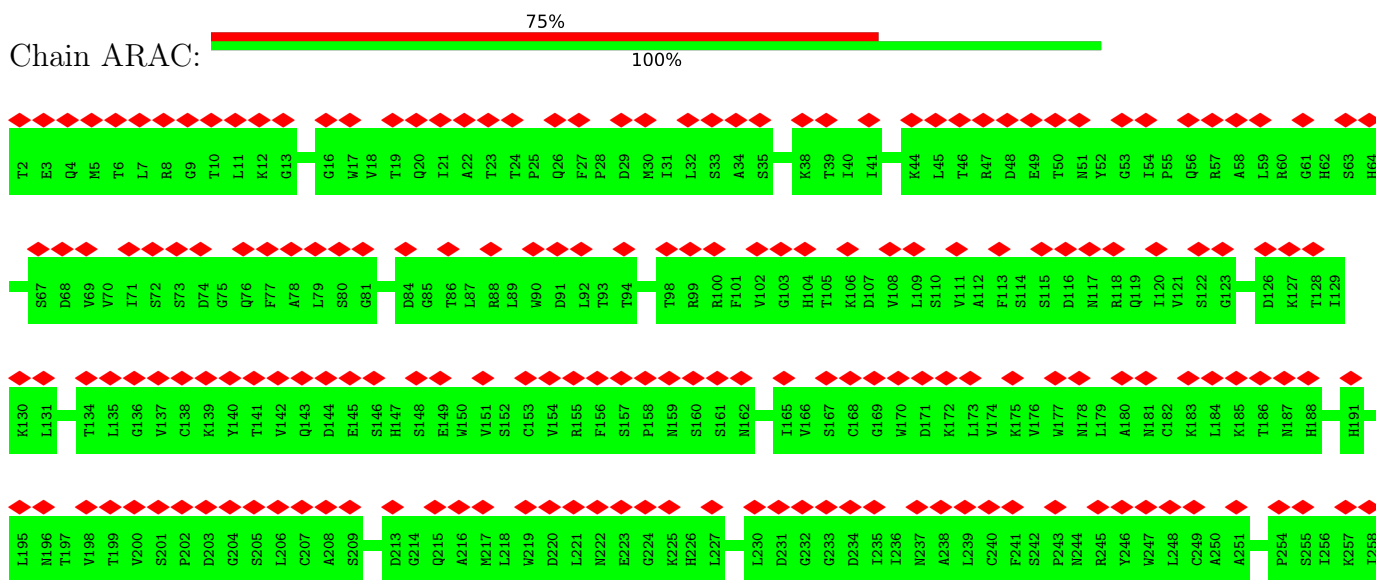 75%
Chain ARAC:
100%
T2 E3 Q4 M5 T6 L7 R8 G9 T10 L11 K12 G13 G16 W17 V18 T19 Q20 I21 A22 T23 T24 P25 Q26 F27 P28 D29 M30 I31 L32 S33 A34 S35 K38 T39 I40 I41 K44 L45 T46 R47 D48 E49 T50 N51 Y52 G53 I54 P55 Q56 R57 A58 L59 R60 G61 H62 S63 H64
S67 D68 V69 V70 I71 S72 S73 D74 G75 Q76 F77 A78 L79 S80 G81 D84 G85 T86 L87 R88 L89 W90 D91 L92 T93 T94 T98 R99 R100 F101 V102 G103 H104 T105 K106 D107 V108 L109 S110 V111 A112 F113 S114 S115 D116 N117 R118 Q119 I120 V121 S122 G123 D126 K127 T128 I129
K130 L131 T134 L135 G136 V137 C138 K139 Y140 T141 V142 Q143 D144 E145 S146 H147 S148 E149 W150 V151 S152 C153 V154 R155 F156 S157 P158 N159 S160 S161 N162 I165 V166 S167 C168 G169 W170 D171 K172 L173 V174 K175 V176 W177 N178 L179 A180 N181 C182 K183 L184 K185 T186 N187 H188 H191
L195 N196 T197 V198 T199 V200 S201 P202 D203 G204 S205 L206 C207 A208 S209 D213 G214 Q215 A216 M217 L218 W219 D220 L221 N222 E223 G224 K225 H226 L227 L230 D231 G232 G233 D234 I235 I236 N237 A238 L239 C240 F241 S242 P243 N244 R245 Y246 W247 L248 C249 A250 A251 P254 S255 I256 K257 I258